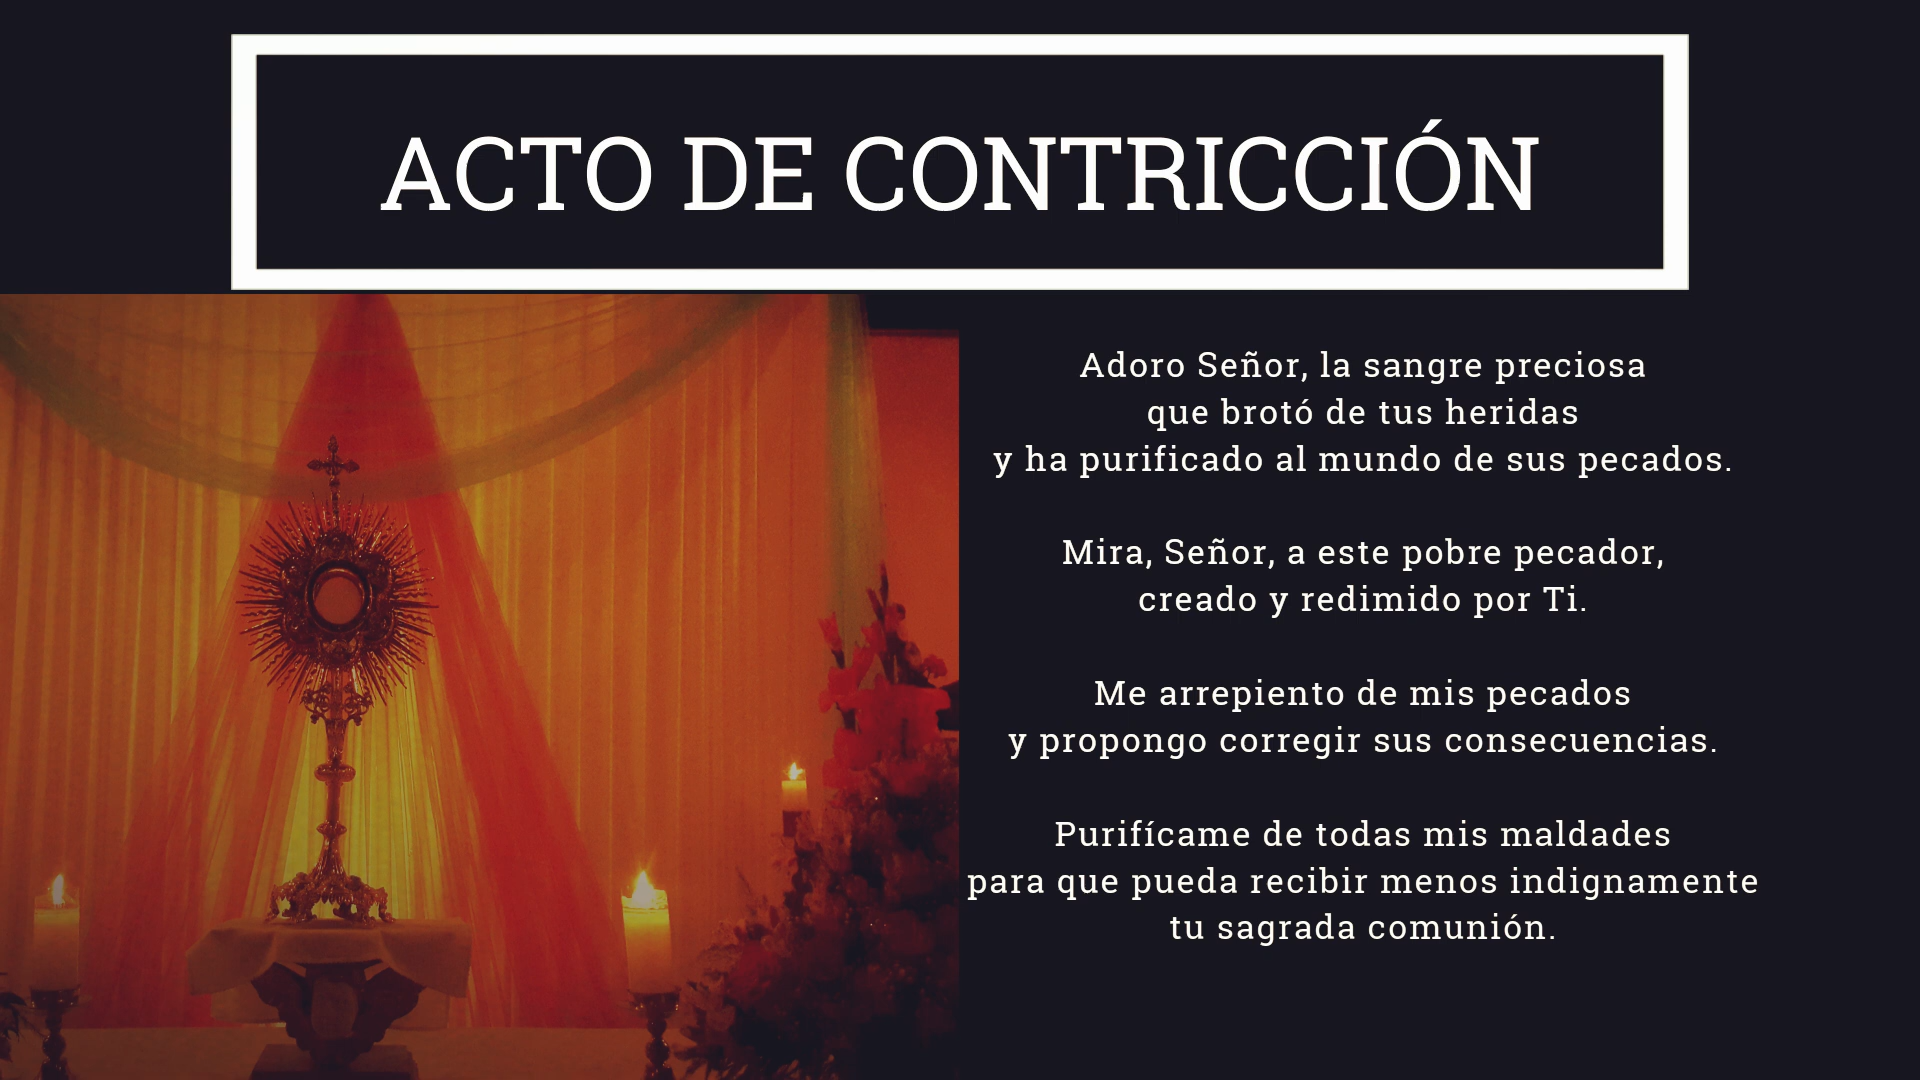 ACTO DE CONTRICCIÓN
Adoro Señor, la sangre preciosa
que brotó de tus heridas
y ha purificado al mundo de sus pecados.
Mira, Señor, a este pobre pecador,
creado y redimido por Ti.
Me arrepiento de mis pecados
y propongo corregir sus consecuencias.
Purifícame de todas mis maldades
para que pueda recibir menos indignamente
tu sagrada comunión.